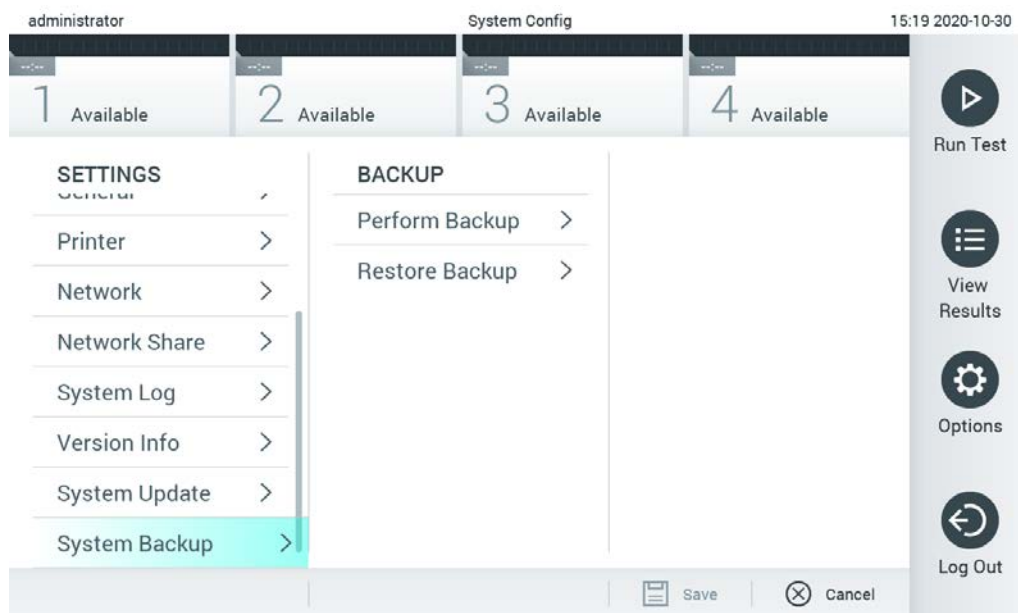 administrator
System Config
15:19 2020-10-30
--:--
--:--
--:--
--:--
1 Available
2 Available
3 Available
4 Available
Run Test
SETTINGS
General
Printer
Network
Network Share
System Log
Version Info
System Update
System Backup
BACKUP
Perform Backup
Restore Backup
View
Results
Options
Log Out
Save
Cancel